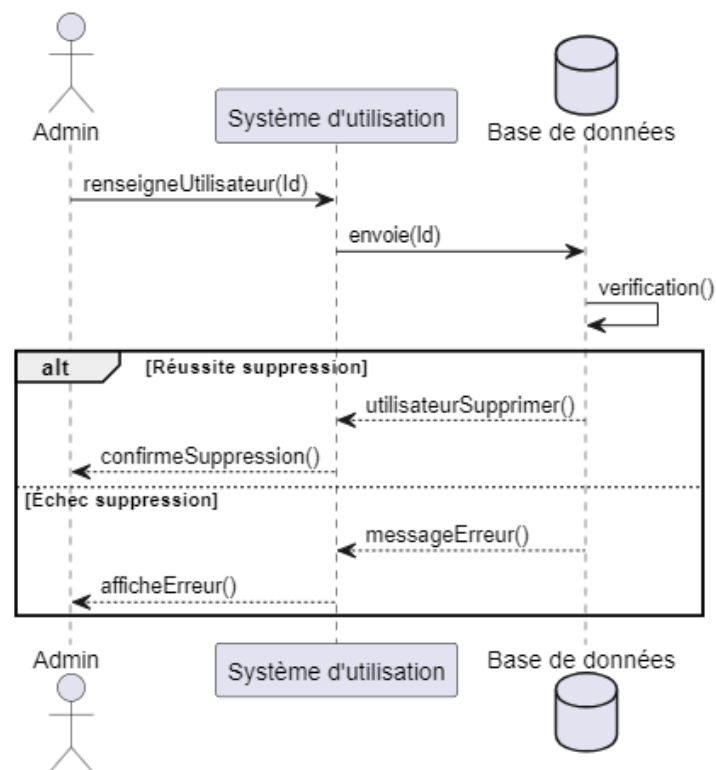 Admin
Système d'utilisation
Base de données
renseigneUtilisateur(Id)
envoie(Id)
verification()
alt
[Réussite suppression]
utilisateurSupprimer()
confirmeSuppression()
[Échec suppression]
messageErreur()
afficheErreur()
Admin
Système d'utilisation
Base de données